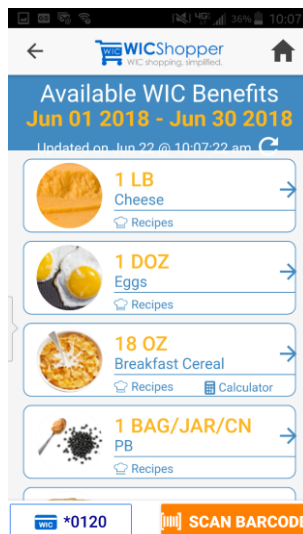 36% 10:07
WICShopper
WIC shopping, simplified.
Available WIC Benefits
Jun 01 2018 - Jun 30 2018
Updated on Jun 22 @ 10:07:22 am
1 LB
Cheese
Recipes
1 DOZ
Eggs
Recipes
18 OZ
Breakfast Cereal
Recipes Calculator
1 BAG/JAR/CN
PB
Recipes
WIC *0120 SCAN BARCODE